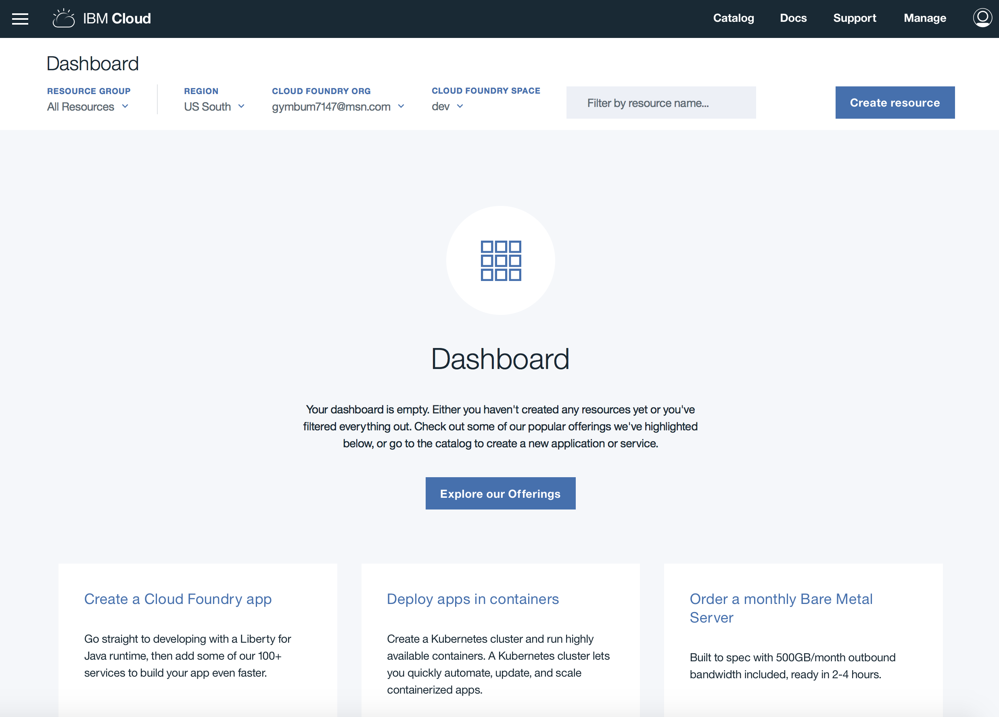 IBM Cloud
Catalog Docs Support Manage
Dashboard
RESOURCE GROUP REGION CLOUD FOUNDRY ORG CLOUD FOUNDRY SPACE
All Resources US South gymbum7147@msn.com dev
Filter by resource name...
Create resource
Dashboard
Your dashboard is empty. Either you haven't created any resources yet or you've
filtered everything out. Check out some of our popular offerings we've highlighted
below, or go to the catalog to create a new application or service.
Explore our Offerings
Create a Cloud Foundry app
Go straight to developing with a Liberty for
Java runtime, then add some of our 100+
services to build your app even faster.
Deploy apps in containers
Create a Kubernetes cluster and run highly
available containers. A Kubernetes cluster lets
you quickly automate, update, and scale
containerized apps.
Order a monthly Bare Metal
Server
Built to spec with 500GB/month outbound
bandwidth included, ready in 2-4 hours.